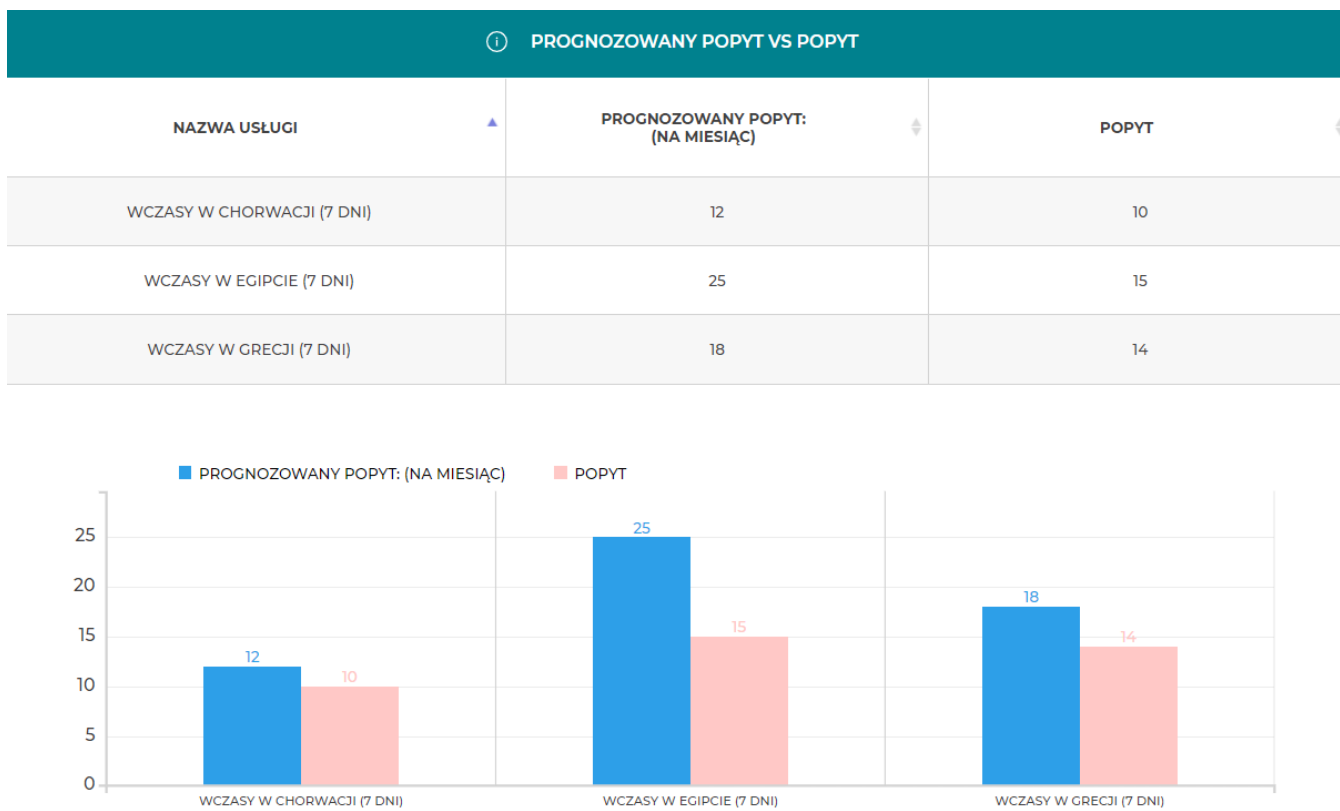 PROGNOZOWANY POPYT VS POPYT
NAZWA USŁUGI
PROGNOZOWANY POPYT:
(NA MIESIĄC)
POPYT
WCZASY W CHORWACJI (7 DNI) 12 10
WCZASY W EGIPCIE (7 DNI) 25 15
WCZASY W GRECJI (7 DNI) 18 14
PROGNOZOWANY POPYT: (NA MIESIĄC) POPYT
25
20
15
10
5
0
12
10
25
15
18
14
WCZASY W CHORWACJI (7 DNI) WCZASY W EGIPCIE (7 DNI) WCZASY W GRECJI (7 DNI)